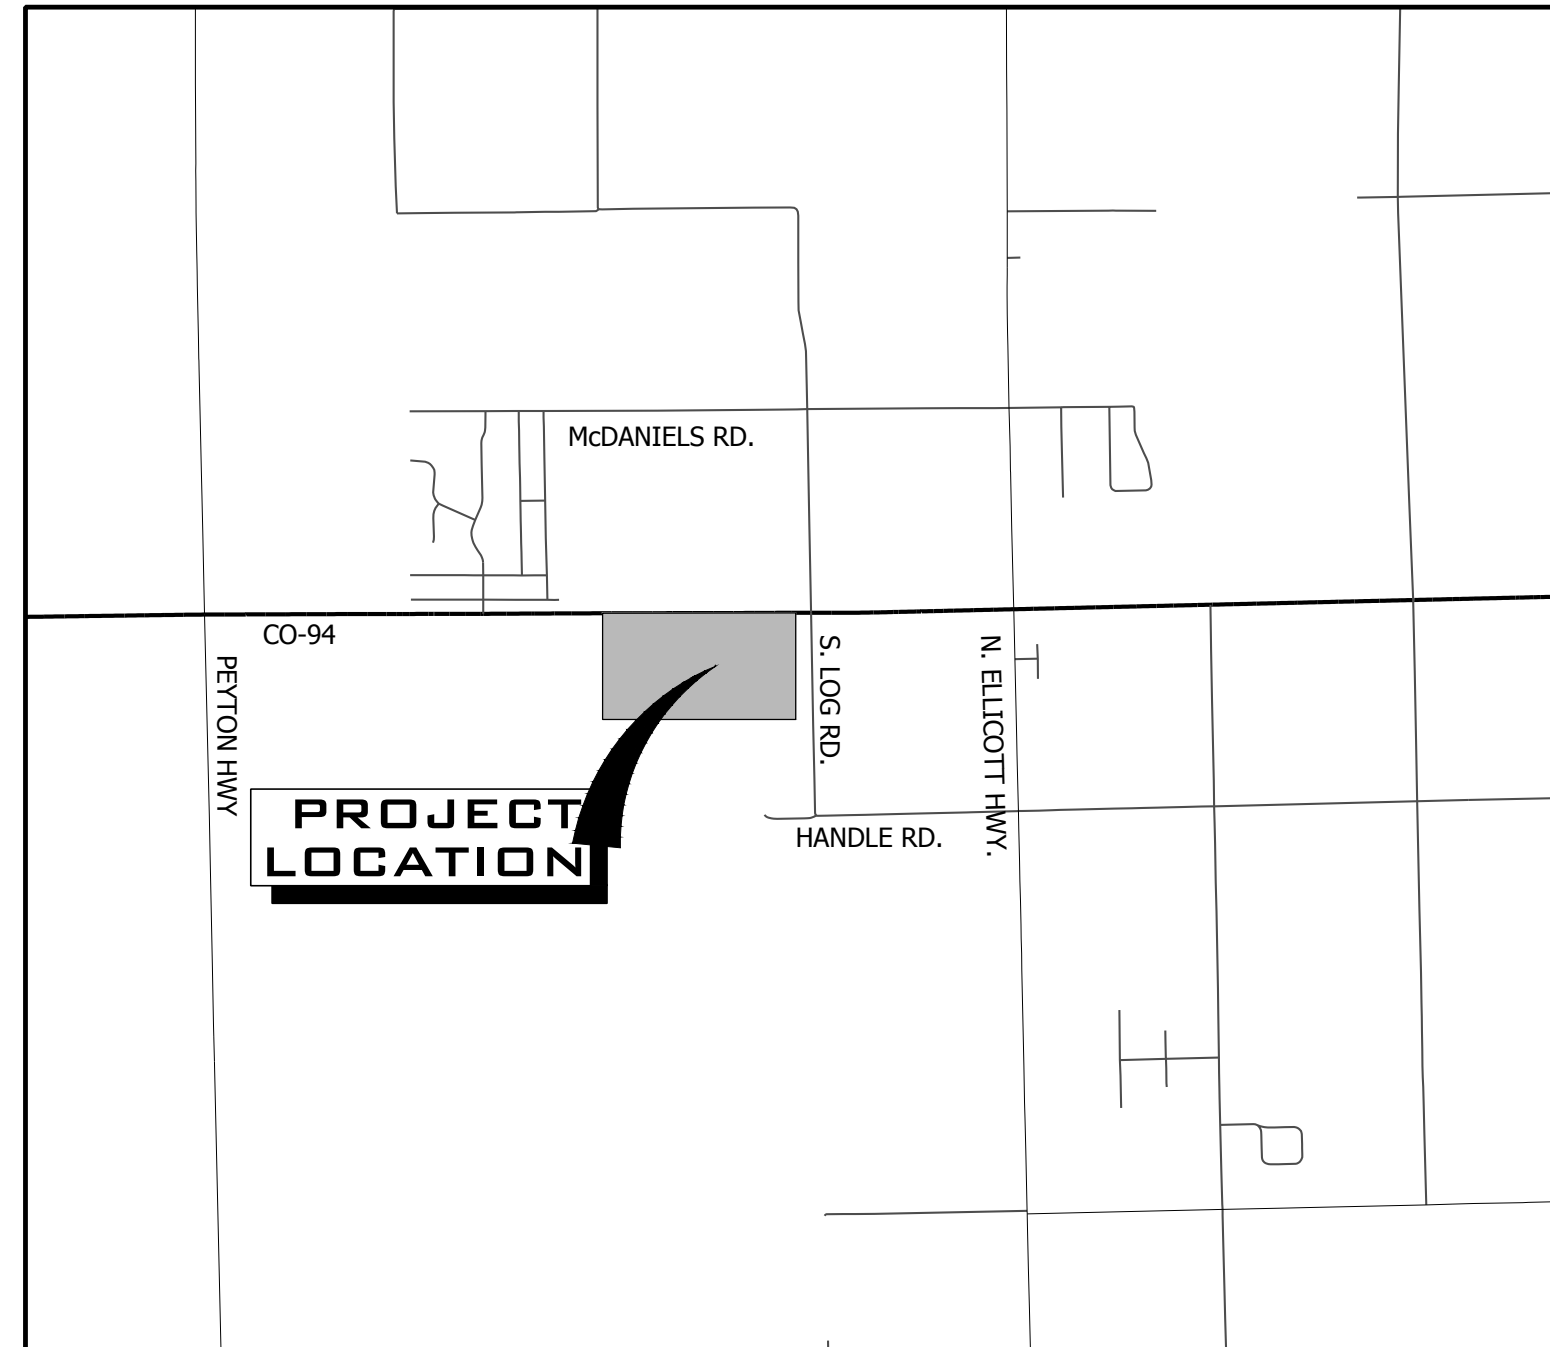 McDANIELS RD.
CO-94
PEYTON HWY
S. LOG RD.
N. ELLICOTT HWY.
PROJECT
LOCATION
HANDLE RD.